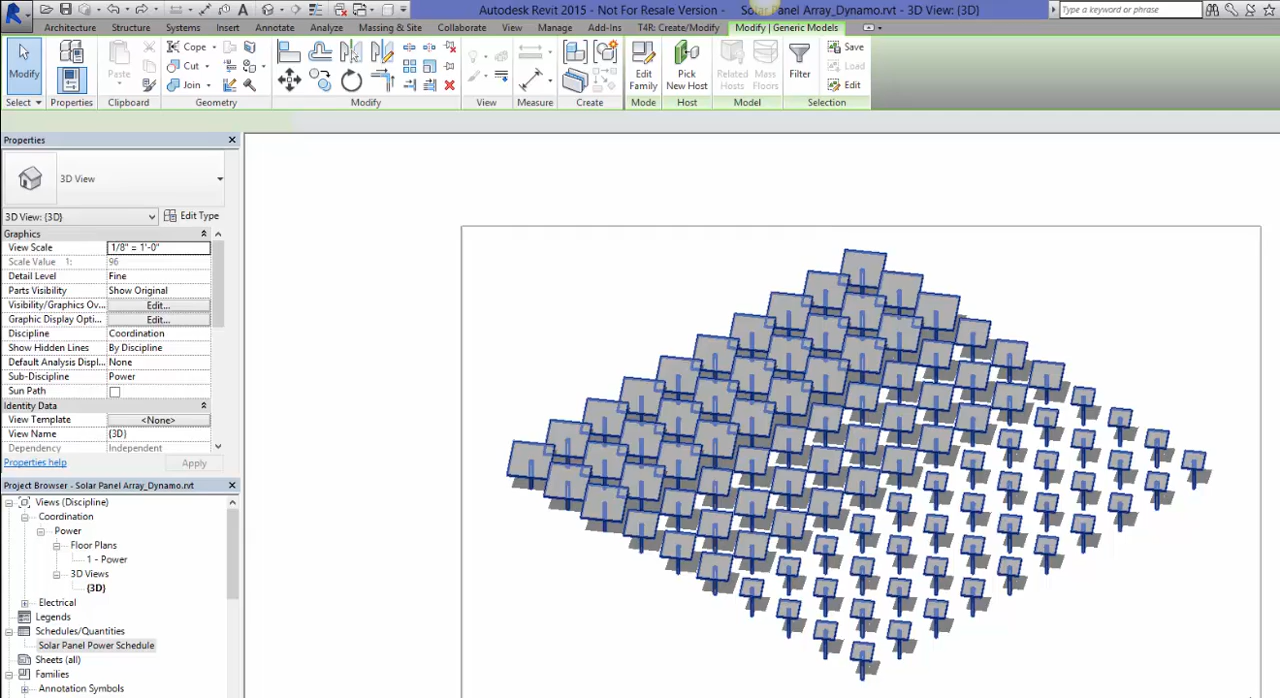 Autodesk Revit 2015 - Not For Resale Version - Solar Panel Array_Dynamo.rvt - 3D View: {3D}
Type a keyword or phrase
Architecture Structure Systems Insert Annotate Analyze Massing & Site Collaborate View Manage Add-Ins T4R: Create/Modify Modify | Generic Models
Modify Paste Cope Cut Join Edit Family Pick New Host Related Hosts Mass Floors Filter Save Load Edit
Select Properties Clipboard Geometry Modify View Measure Create Mode Host Model Selection
Properties
3D View
3D View: {3D} Edit Type
Graphics
View Scale 1/8" = 1'-0"
Scale Value 1: 96
Detail Level Fine
Parts Visibility Show Original
Visibility/Graphics Ov... Edit...
Graphic Display Opti... Edit...
Discipline Coordination
Show Hidden Lines By Discipline
Default Analysis Displ... None
Sub-Discipline Power
Sun Path
Identity Data
View Template <None>
View Name {3D}
Dependency Independent
Properties help Apply
Project Browser - Solar Panel Array_Dynamo.rvt
Views (Discipline)
Coordination
Power
Floor Plans
1 - Power
3D Views
{3D}
Electrical
Legends
Schedules/Quantities
Solar Panel Power Schedule
Sheets (all)
Families
Annotation Symbols